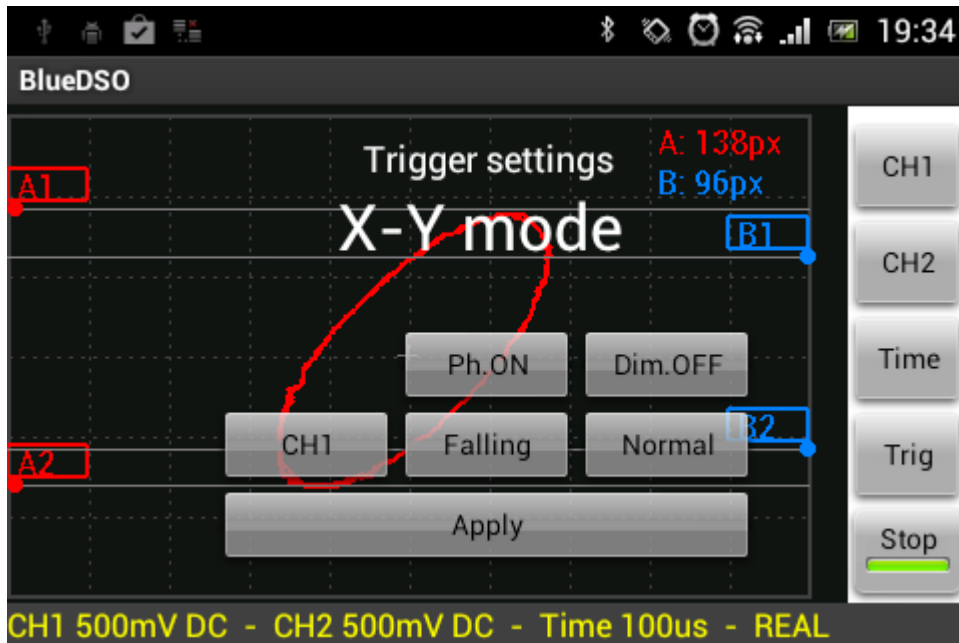 19:34
BlueDSO
Trigger settings
X-Y mode
A: 138px
B: 96px
A1
B1
A2
B2
Ph.ON
Dim.OFF
CH1
Falling
Normal
Apply
CH1
CH2
Time
Trig
Stop
CH1 500mV DC - CH2 500mV DC - Time 100us - REAL